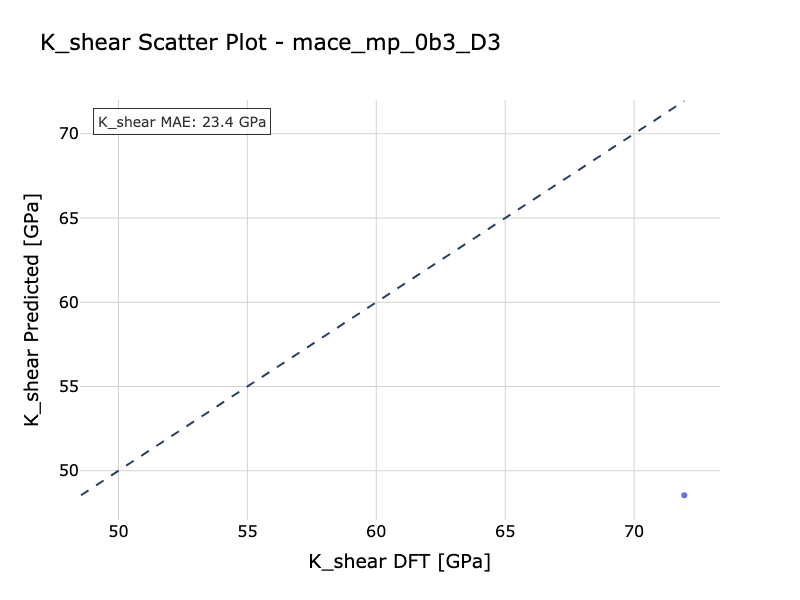 K_shear Scatter Plot - mace_mp_0b3_D3
K_shear MAE: 23.4 GPa
70
65
60
55
50
K_shear Predicted [GPa]
50
55
60
65
70
K_shear DFT [GPa]